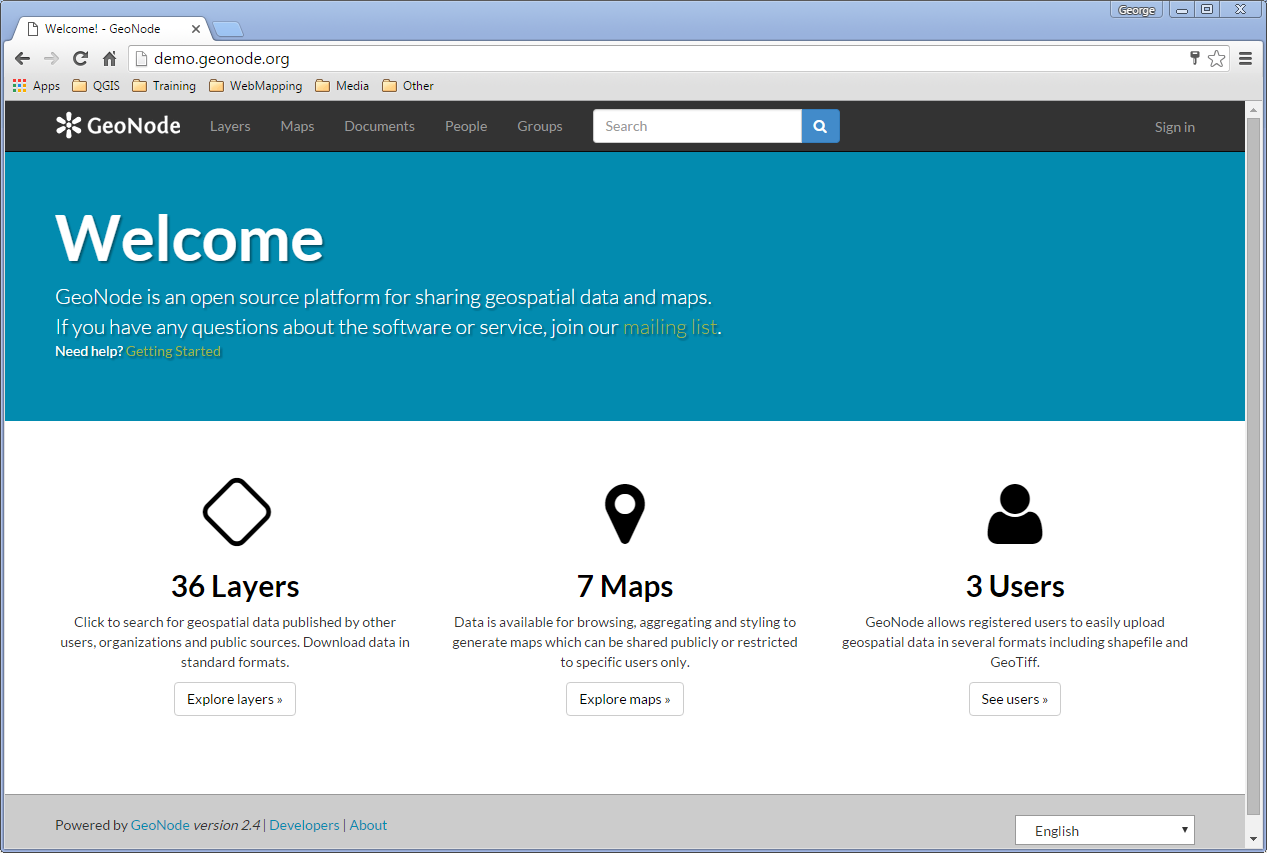 George
Welcome! - GeoNode
demo.geonode.org
Apps QGIS Training WebMapping Media Other
GeoNode Layers Maps Documents People Groups Search Sign in
Welcome
GeoNode is an open source platform for sharing geospatial data and maps.
If you have any questions about the software or service, join our mailing list.
Need help? Getting Started
36 Layers
Click to search for geospatial data published by other
users, organizations and public sources. Download data in
standard formats.
Explore layers »
7 Maps
Data is available for browsing, aggregating and styling to
generate maps which can be shared publicly or restricted
to specific users only.
Explore maps »
3 Users
GeoNode allows registered users to easily upload
geospatial data in several formats including shapefile and
GeoTiff.
See users »
Powered by GeoNode version 2.4 | Developers | About
English